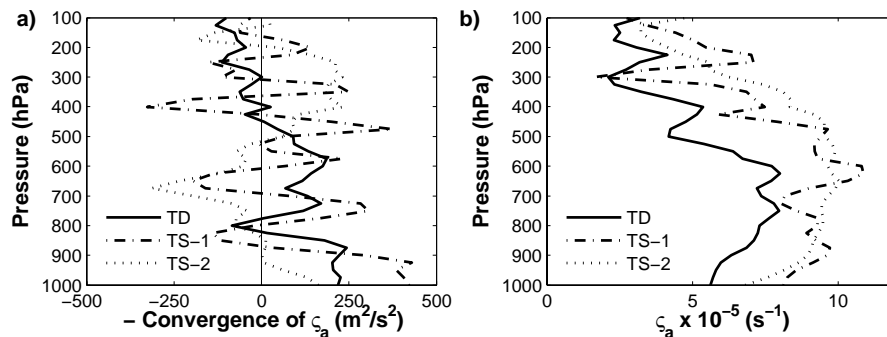 a)
100
200
300
400
500
600
700
800
900
1000
Pressure (hPa)
TD
TS−1
TS−2
−500
−250
0
250
500
− Convergence of ς_a (m²/s²)
b)
100
200
300
400
500
600
700
800
900
1000
Pressure (hPa)
TD
TS−1
TS−2
0
5
10
ς_a x 10⁻⁵ (s⁻¹)